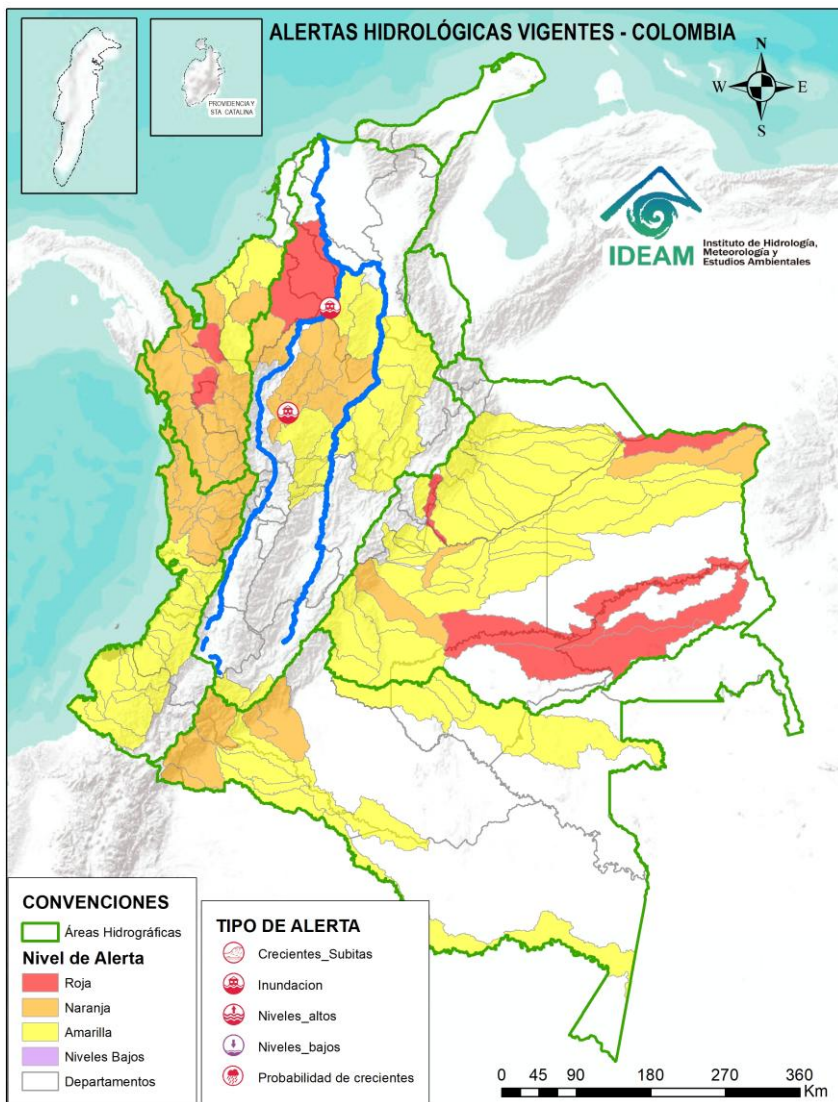 ALERTAS HIDROLÓGICAS VIGENTES - COLOMBIA
PROVIDENCIA Y
STA. CATALINA
N
W
E
S
IDEAM
Instituto de Hidrología,
Meteorología y
Estudios Ambientales
CONVENCIONES
Áreas Hidrográficas
Nivel de Alerta
Roja
Naranja
Amarilla
Niveles Bajos
Departamentos
TIPO DE ALERTA
Crecientes_Subitas
Inundacion
Niveles_altos
Niveles_bajos
Probabilidad de crecientes
0 45 90 180 270 360
Km